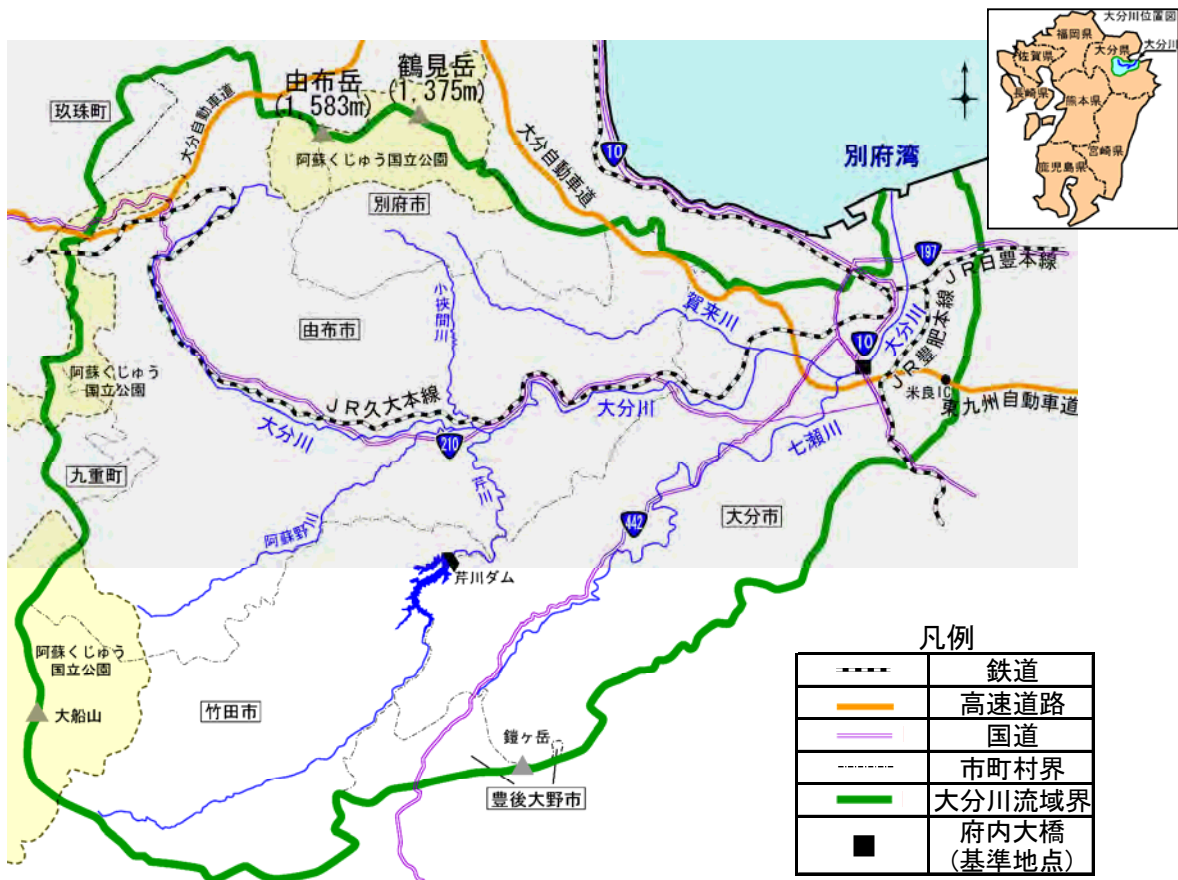 大分川位置図
福岡県
佐賀県
大分県
大分川
長崎県
熊本県
宮崎県
鹿児島県
鶴見岳
(1,375m)
由布岳
(1,583m)
玖珠町
大分自動車道
大分自動車道
阿蘇くじゅう国立公園
別府市
10
別府湾
197
JR日豊本線
小挟間川
賀来川
由布市
10
大分川
JR豊肥本線
米良IC
東九州自動車道
阿蘇くじゅう
国立公園
JR久大本線
大分川
大分川
210
七瀬川
九重町
芹川
442
大分市
阿蘇野川
芹川ダム
阿蘇くじゅう
国立公園
大船山
竹田市
鎧ヶ岳
豊後大野市
凡例
鉄道
高速道路
国道
市町村界
大分川流域界
府内大橋
(基準地点)